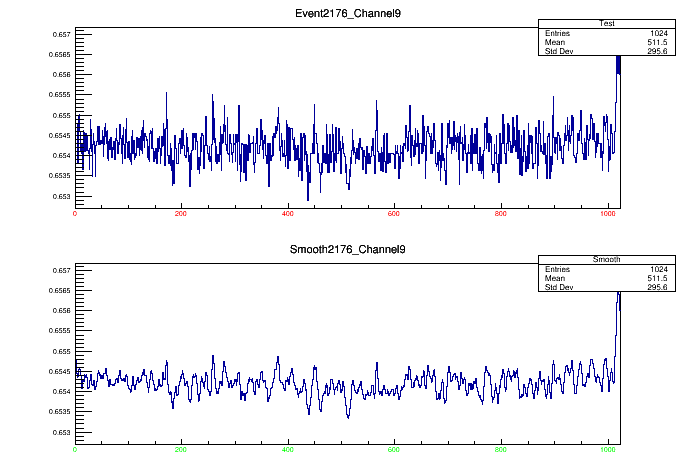 Event2176_Channel9
Test
Entries 1024
Mean 511.5
Std Dev 295.6
0.657
0.6565
0.656
0.6555
0.655
0.6545
0.654
0.6535
0.653
0 200 400 600 800 1000
Smooth2176_Channel9
Smooth
Entries 1024
Mean 511.5
Std Dev 295.6
0.657
0.6565
0.656
0.6555
0.655
0.6545
0.654
0.6535
0.653
0 200 400 600 800 1000